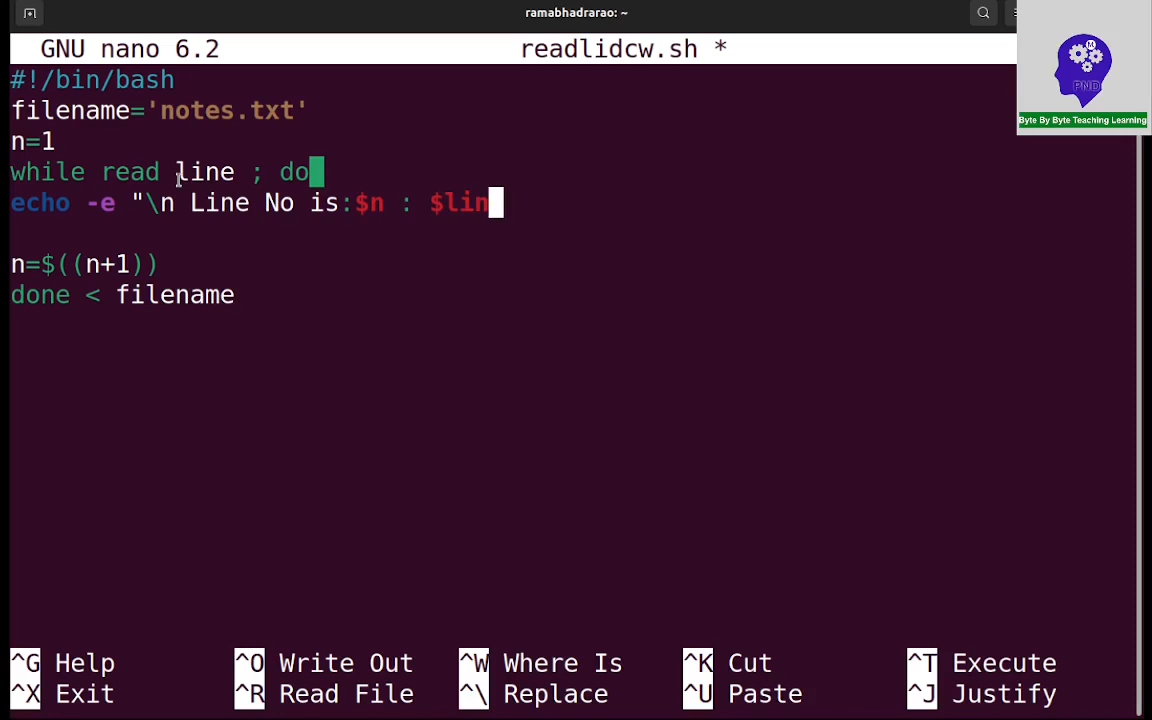 ramabhadrarao: ~
GNU nano 6.2 readlidcw.sh *
PND
Byte By Byte Teaching Learning
#!/bin/bash
filename='notes.txt'
n=1
while read line ; do
echo -e "\n Line No is:$n : $lin
n=$((n+1))
done < filename
^G Help ^O Write Out ^W Where Is ^K Cut ^T Execute
^X Exit ^R Read File ^\ Replace ^U Paste ^J Justify